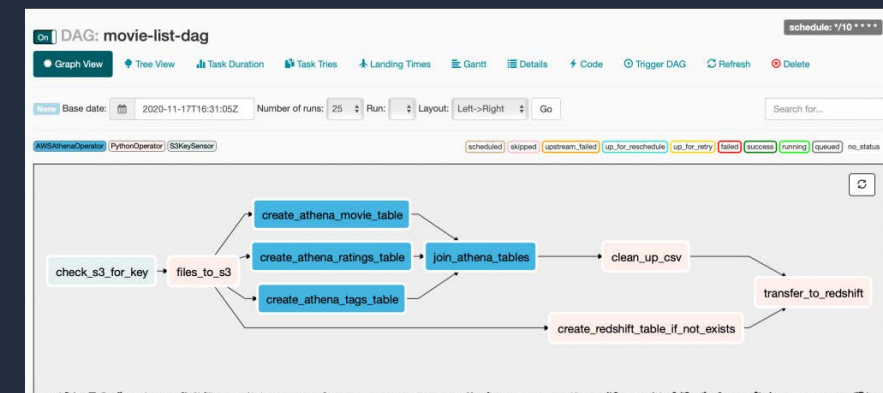 On DAG: movie-list-dag
schedule: */10 * * * *
Graph View Tree View Task Duration Task Tries Landing Times Gantt Details Code Trigger DAG Refresh Delete
None Base date: 2020-11-17T16:31:05Z Number of runs: 25 Run: Layout: Left->Right Go Search for...
AWSAthenaOperator PythonOperator S3KeySensor scheduled skipped upstream_failed up_for_reschedule up_for_retry failed success running queued no_status
create_athena_movie_table
create_athena_ratings_table join_athena_tables clean_up_csv
check_s3_for_key files_to_s3
create_athena_tags_table transfer_to_redshift
create_redshift_table_if_not_exists